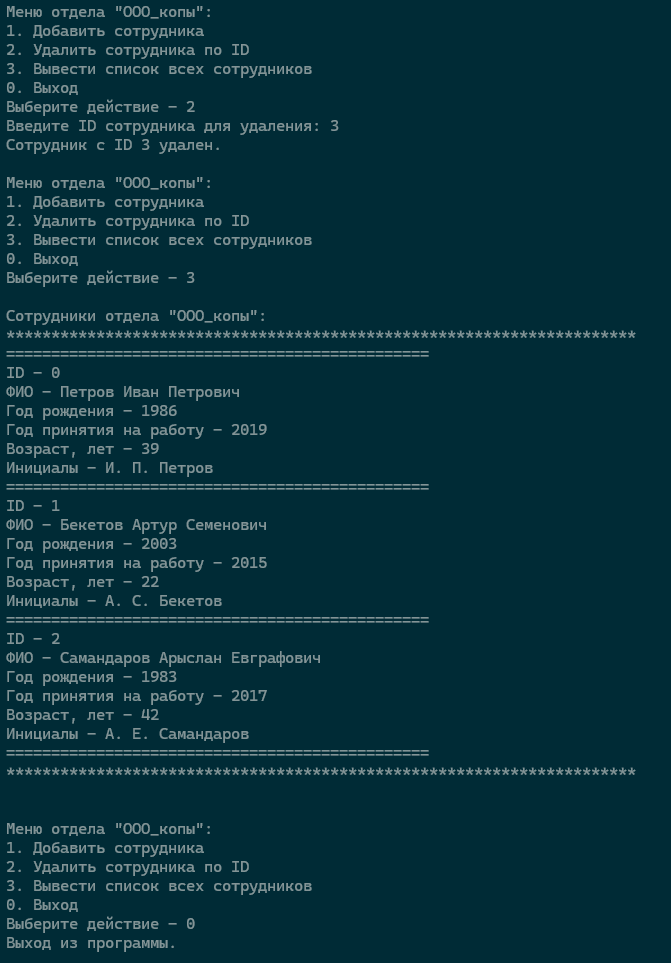 Меню отдела "ООО_копы":
1. Добавить сотрудника
2. Удалить сотрудника по ID
3. Вывести список всех сотрудников
0. Выход
Выберите действие - 2
Введите ID сотрудника для удаления: 3
Сотрудник с ID 3 удален.
Меню отдела "ООО_копы":
1. Добавить сотрудника
2. Удалить сотрудника по ID
3. Вывести список всех сотрудников
0. Выход
Выберите действие - 3
Сотрудники отдела "ООО_копы":
**********************************************************************
===============================================
ID - 0
ФИО - Петров Иван Петрович
Год рождения - 1986
Год принятия на работу - 2019
Возраст, лет - 39
Инициалы - И. П. Петров
===============================================
ID - 1
ФИО - Бекетов Артур Семенович
Год рождения - 2003
Год принятия на работу - 2015
Возраст, лет - 22
Инициалы - А. С. Бекетов
===============================================
ID - 2
ФИО - Самандаров Арыслан Евграфович
Год рождения - 1983
Год принятия на работу - 2017
Возраст, лет - 42
Инициалы - А. Е. Самандаров
===============================================
**********************************************************************
Меню отдела "ООО_копы":
1. Добавить сотрудника
2. Удалить сотрудника по ID
3. Вывести список всех сотрудников
0. Выход
Выберите действие - 0
Выход из программы.